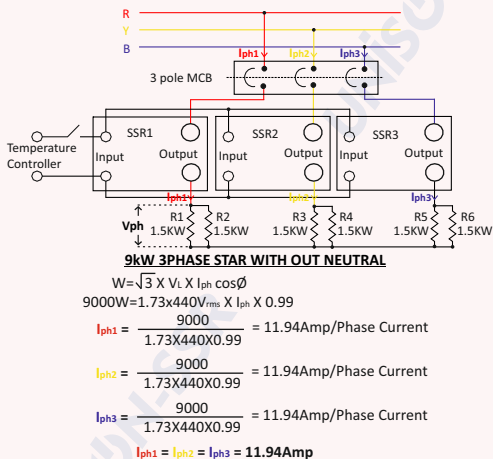 R
Y
B
Iph1 Iph2 Iph3
3 pole MCB
SSR1 SSR2 SSR3
Temperature
Controller
Input Output Input Output Input Output
Iph1 Iph2 Iph3
Vph
R1 R2 R3 R4 R5 R6
1.5KW 1.5KW 1.5KW 1.5KW 1.5KW 1.5KW
9kW 3PHASE STAR WITH OUT NEUTRAL
W=√3 X VL X Iph cosØ
9000W=1.73x440Vrms X Iph X 0.99
Iph1 = 9000 / 1.73X440X0.99 = 11.94Amp/Phase Current
Iph2 = 9000 / 1.73X440X0.99 = 11.94Amp/Phase Current
Iph3 = 9000 / 1.73X440X0.99 = 11.94Amp/Phase Current
Iph1 = Iph2 = Iph3 = 11.94Amp